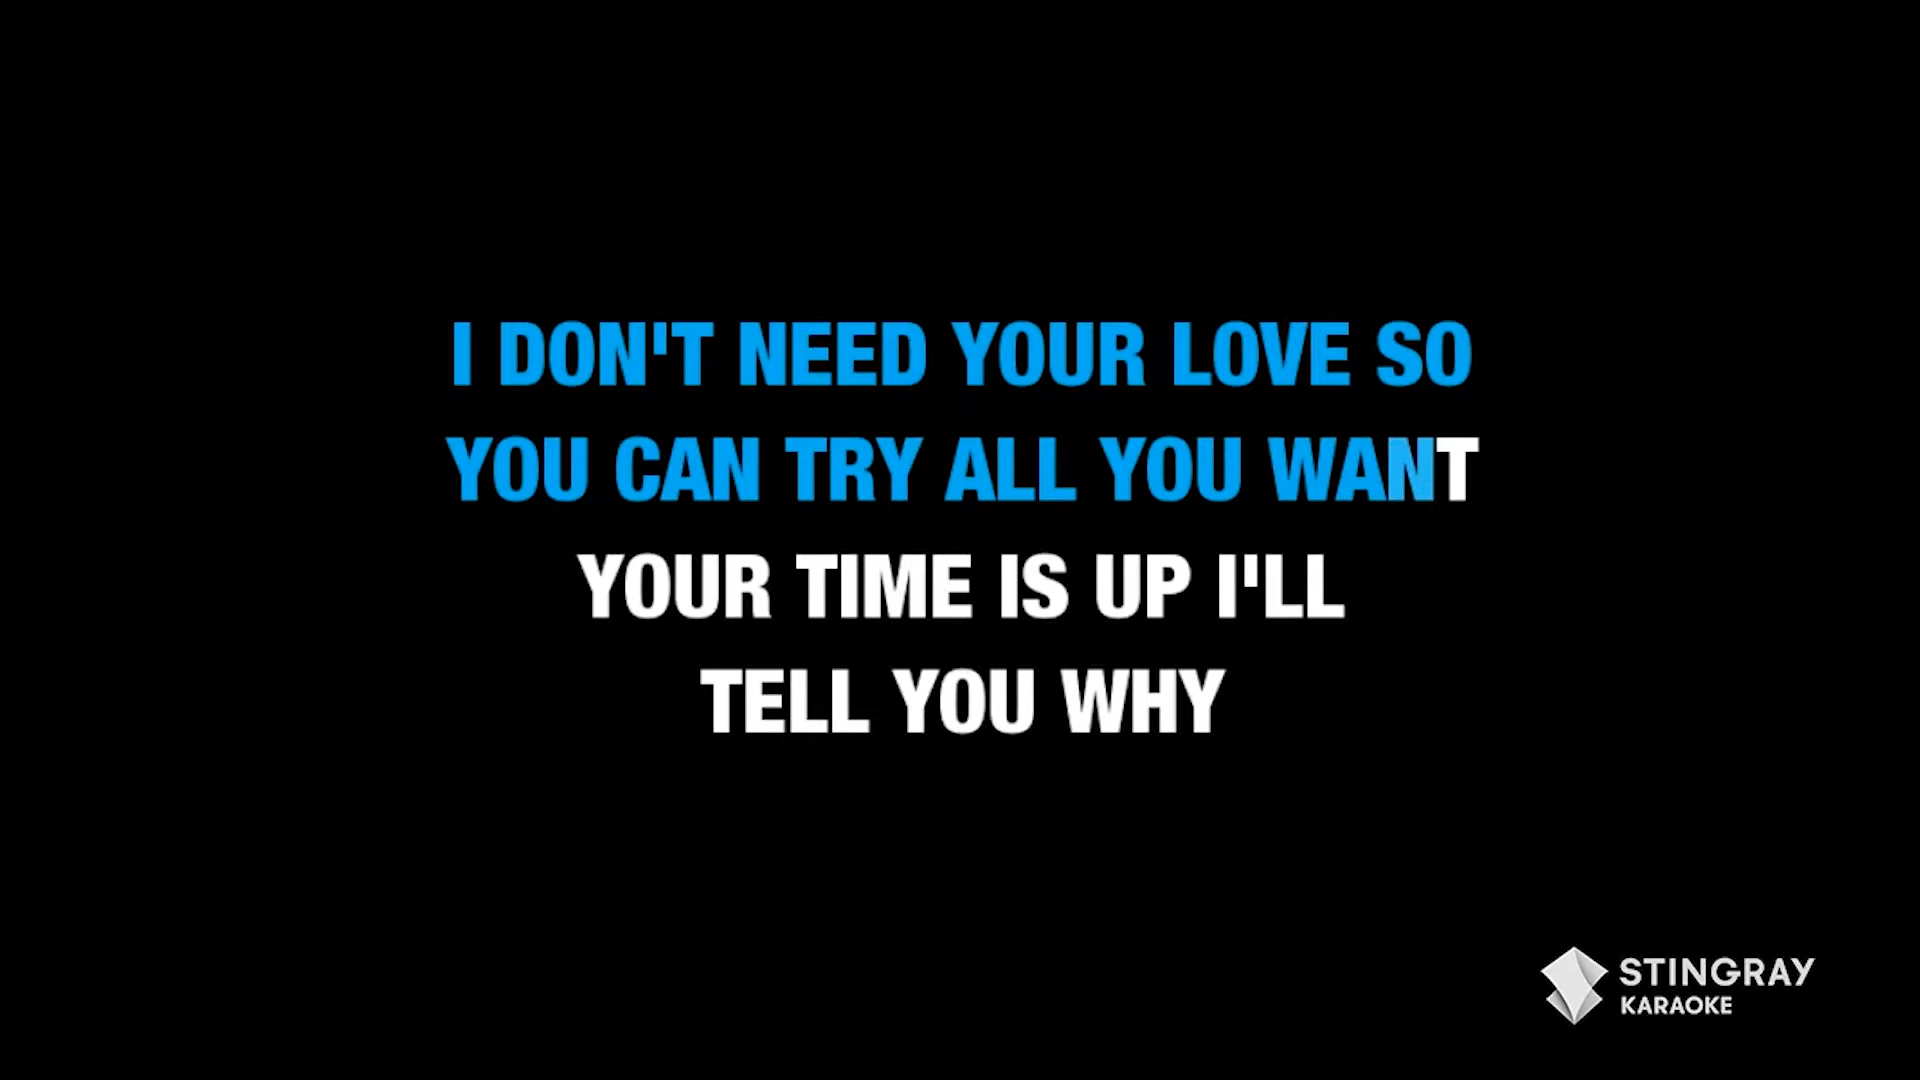 I DON'T NEED YOUR LOVE SO
YOU CAN TRY ALL YOU WANT
YOUR TIME IS UP I'LL
TELL YOU WHY
STINGRAY
KARAOKE